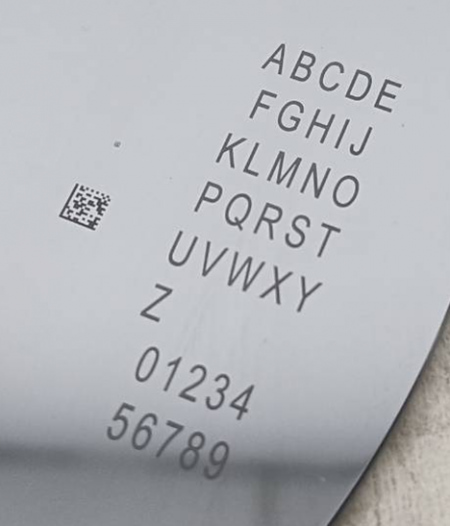 ABCDE
FGHIJ
KLMNO
PQRST
UVWXY
Z
01234
56789